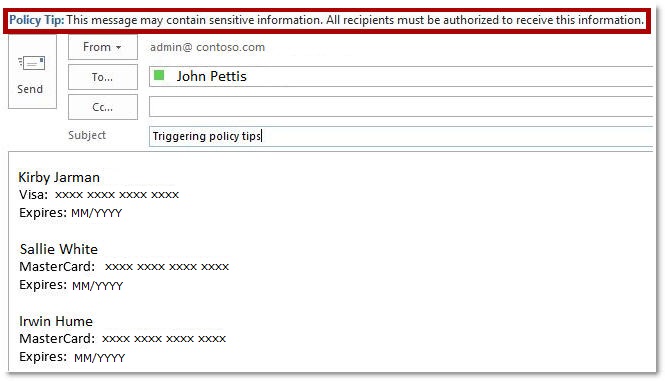 Policy Tip: This message may contain sensitive information. All recipients must be authorized to receive this information.
From
admin@ contoso.com
Send
To...
John Pettis
Cc...
Subject
Triggering policy tips
Kirby Jarman
Visa: xxxx xxxx xxxx xxxx
Expires: MM/YYYY
Sallie White
MasterCard: xxxx xxxx xxxx xxxx
Expires: MM/YYYY
Irwin Hume
MasterCard: xxxx xxxx xxxx xxxx
Expires: MM/YYYY